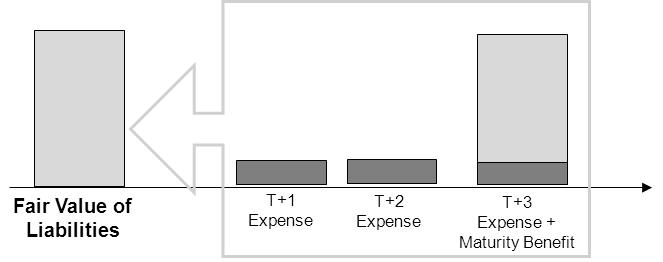 Fair Value of
Liabilities
T+1
Expense
T+2
Expense
T+3
Expense +
Maturity Benefit